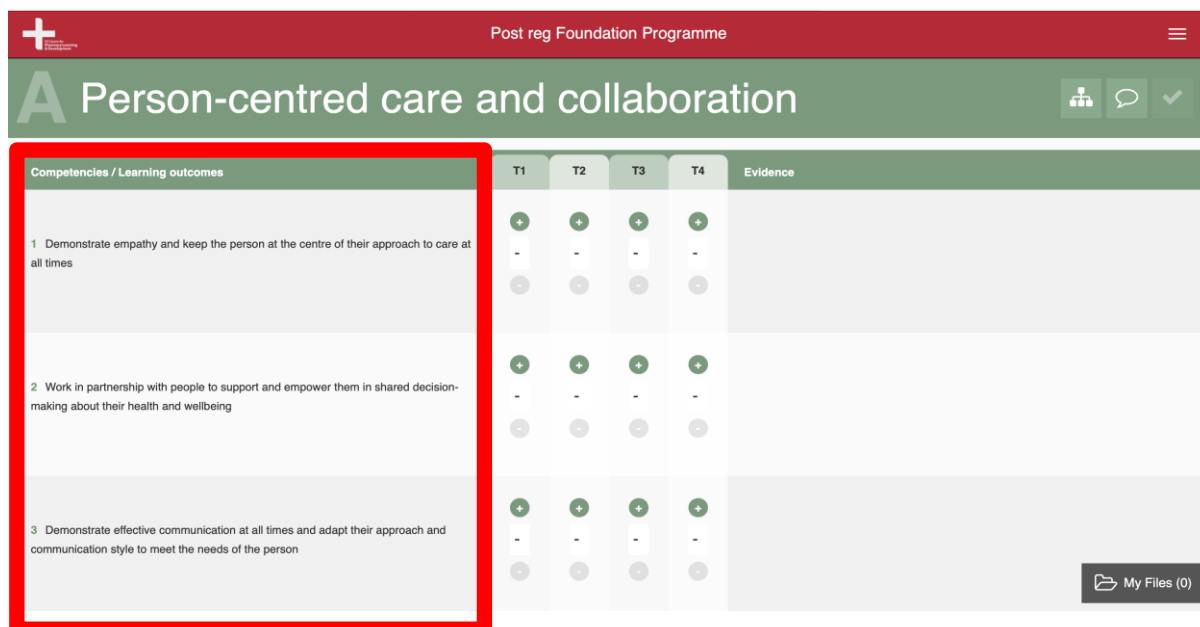 Post reg Foundation Programme
A Person-centred care and collaboration
Competencies / Learning outcomes T1 T2 T3 T4 Evidence
+ + + +
1 Demonstrate empathy and keep the person at the centre of their approach to care at
all times
- - - -
- - - -
+ + + +
2 Work in partnership with people to support and empower them in shared decision-
making about their health and wellbeing
- - - -
- - - -
+ + + +
3 Demonstrate effective communication at all times and adapt their approach and
communication style to meet the needs of the person
- - - -
- - - -
My Files (0)